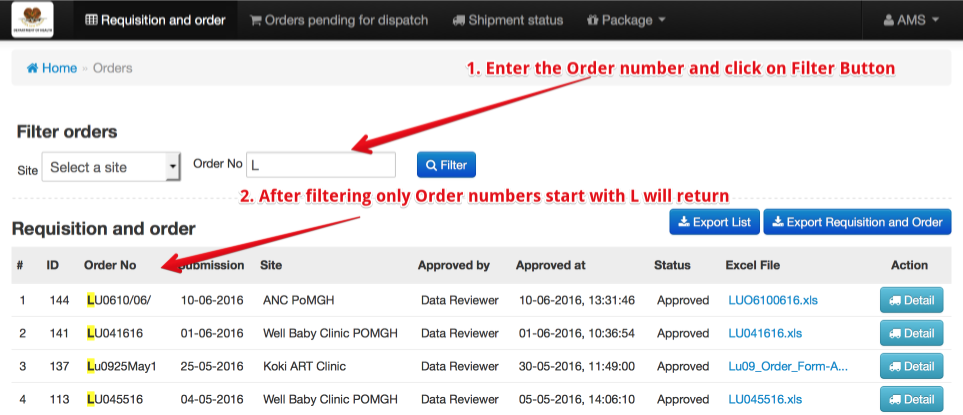 Requisition and order Orders pending for dispatch Shipment status Package AMS
DEPARTMENT OF HEALTH
Home » Orders
1. Enter the Order number and click on Filter Button
Filter orders
Site Select a site Order No L Filter
2. After filtering only Order numbers start with L will return
Requisition and order Export List Export Requisition and Order
# ID Order No Submission Site Approved by Approved at Status Excel File Action
1 144 LU0610/06/ 10-06-2016 ANC PoMGH Data Reviewer 10-06-2016, 13:31:46 Approved LUO6100616.xls Detail
2 141 LU041616 01-06-2016 Well Baby Clinic POMGH Data Reviewer 01-06-2016, 10:36:54 Approved LU041616.xls Detail
3 137 Lu0925May1 25-05-2016 Koki ART Clinic Data Reviewer 30-05-2016, 11:49:00 Approved Lu09_Order_Form-A... Detail
4 113 LU045516 04-05-2016 Well Baby Clinic POMGH Data Reviewer 05-05-2016, 14:06:10 Approved LU045516.xls Detail